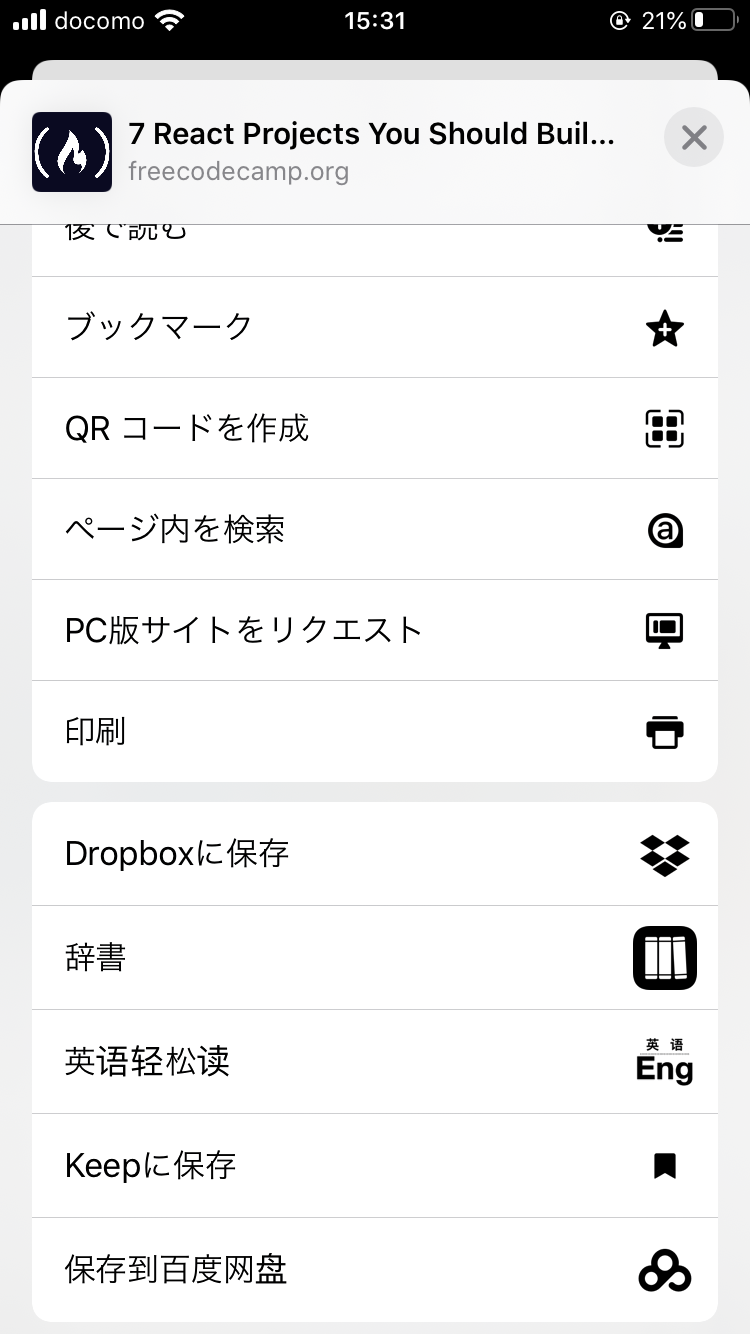 docomo 15:31 21%
7 React Projects You Should Buil...
freecodecamp.org
後で読む
ブックマーク
QR コードを作成
ページ内を検索
PC版サイトをリクエスト
印刷
Dropboxに保存
辞書
英语轻松读
英 语
Eng
Keepに保存
保存到百度网盘